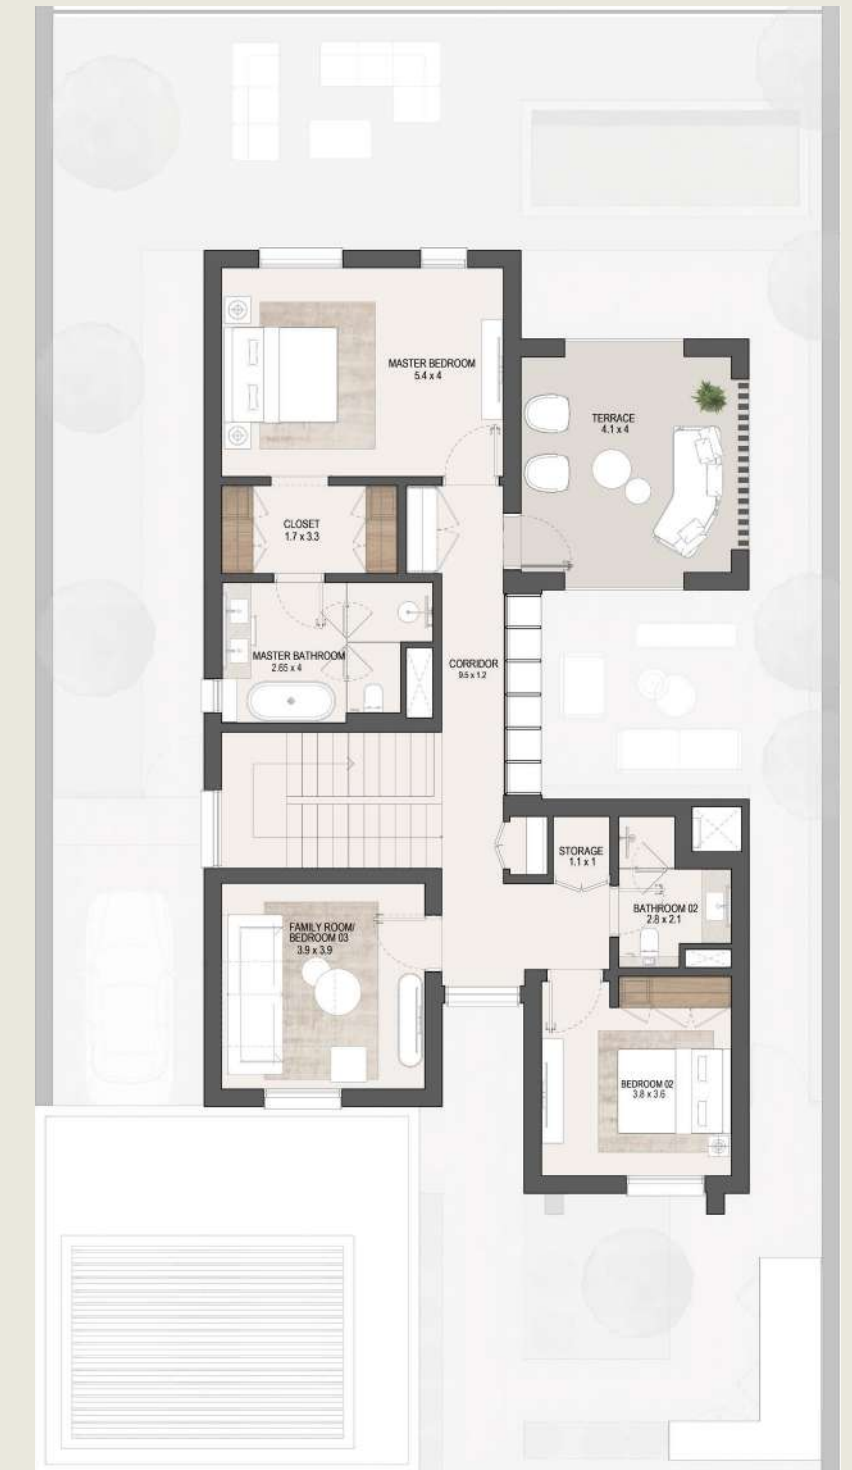 MASTER BEDROOM
5.4 x 4
TERRACE
4.1 x 4
CLOSET
1.7 x 3.3
MASTER BATHROOM
2.65 x 4
CORRIDOR
9.5 x 1.2
STORAGE
1.1 x 1
BATHROOM 02
2.8 x 2.1
FAMILY ROOM/
BEDROOM 03
3.9 x 3.9
BEDROOM 02
3.8 x 3.6